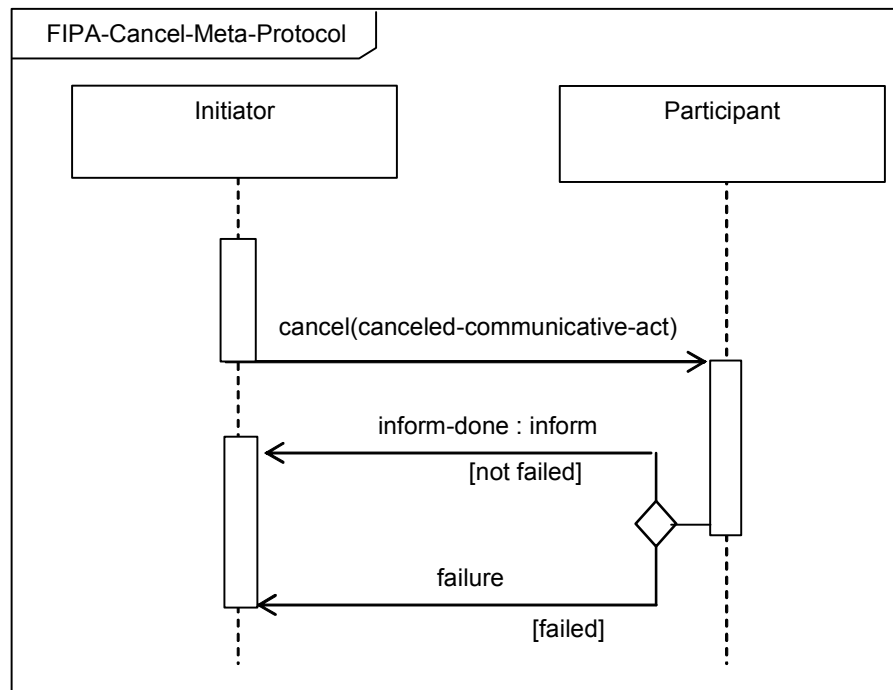 FIPA-Cancel-Meta-Protocol
Initiator
Participant
cancel(canceled-communicative-act)
inform-done : inform
[not failed]
failure
[failed]